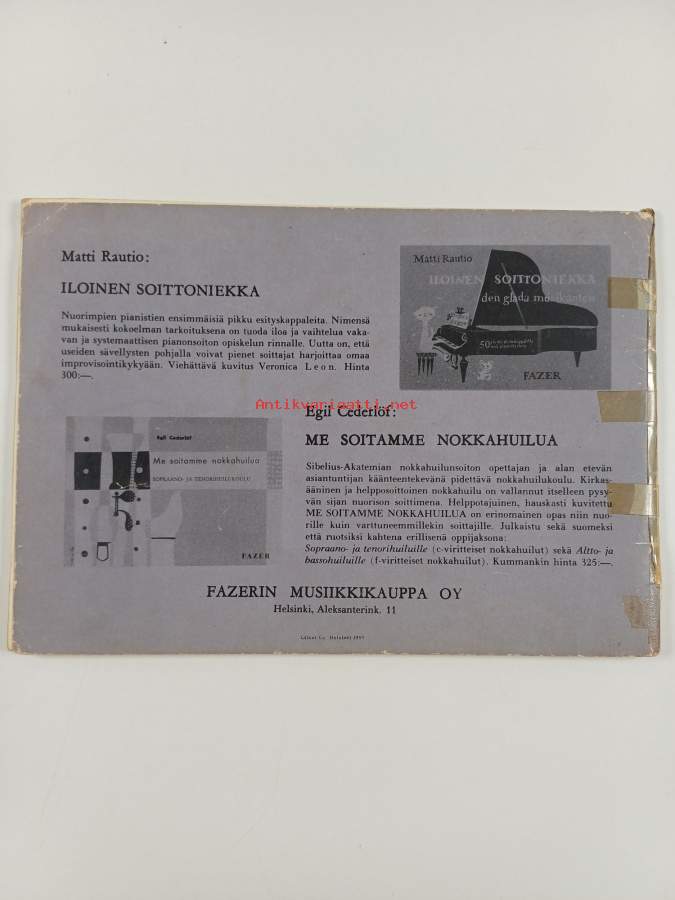 Matti Rautio:
ILOINEN SOITTONIEKKA
Nuorimpien pianistien ensimmäisiä pikku esityskappaleita. Nimensä
mukaisesti kokoelman tarkoituksena on tuoda iloa ja vaihtelua vaka-
van ja systemaattisen pianonsoiton opiskelun rinnalle. Uutta on, että
useiden sävellysten pohjalla voivat pienet soittajat harjoittaa omaa
improvisointikykyään. Viehättävä kuvitus Veronica Leon. Hinta
300:—.
Matti Rautio
ILOINEN SOITTONIEKKA
den glada musikanten
50
FAZER
Antikvariaatti.net
Egil Cederlöf:
ME SOITAMME NOKKAHUILUA
Sibelius-Akatemian nokkahuilunsoiton opettajan ja alan etevän
asiantuntijan käänteentekevänä pidettävä nokkahuilukoulu. Kirkas-
ääninen ja helpposoittoinen nokkahuilu on vallannut itselleen pysy-
vän sijan nuorison soittimena. Helppotajuinen, hauskasti kuvitettu
ME SOITAMME NOKKAHUILUA on erinomainen opas niin nuo-
rille kuin varttuneemmillekin soittajille. Julkaistu sekä suomeksi
että ruotsiksi kahtena erillisenä oppijaksona:
Sopraano- ja tenorihuiluille (c-viritteiset nokkahuilut) sekä Altto- ja
bassohuiluille (f-viritteiset nokkahuilut). Kummankin hinta 325:—.
Egil Cederlöf
Me soitamme nokkahuilua
SOPRAANO- JA TENORIHUILUKOULU
FAZER
FAZERIN MUSIIKKIKAUPPA OY
Helsinki, Aleksanterink. 11